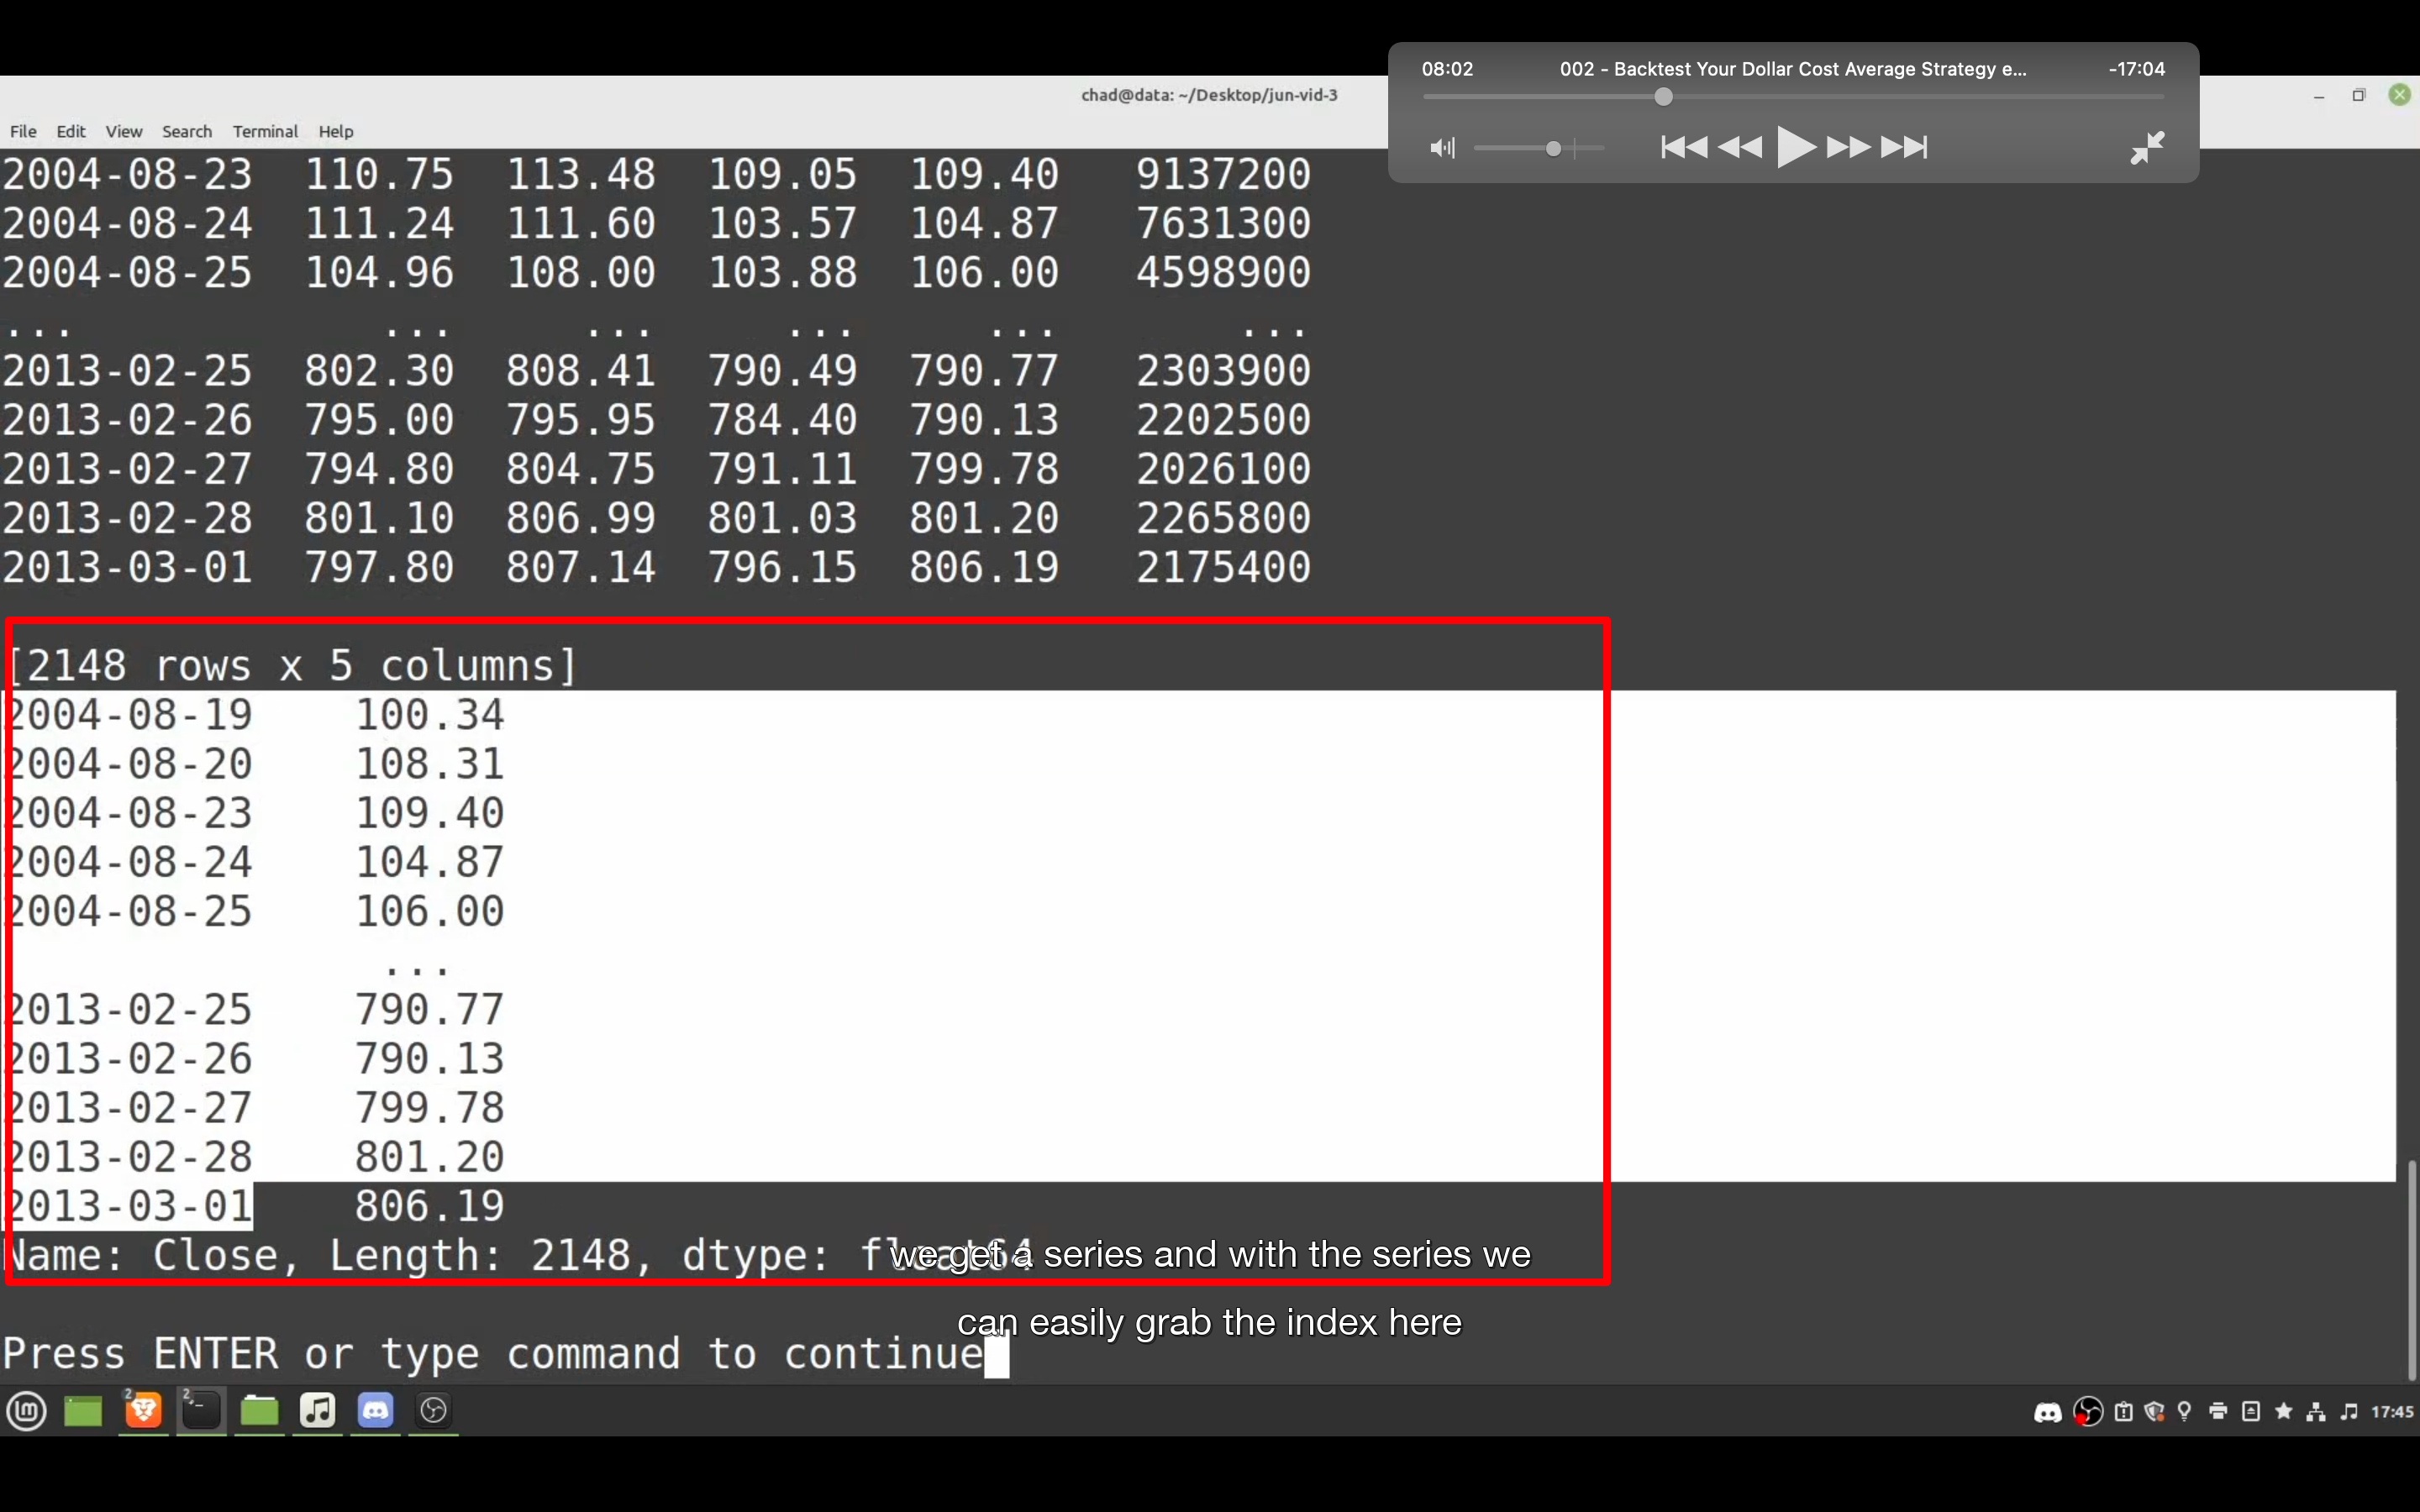 08:02 002 - Backtest Your Dollar Cost Average Strategy e... -17:04
chad@data: ~/Desktop/jun-vid-3
File Edit View Search Terminal Help
2004-08-23 110.75 113.48 109.05 109.40 9137200
2004-08-24 111.24 111.60 103.57 104.87 7631300
2004-08-25 104.96 108.00 103.88 106.00 4598900
... ... ... ... ... ...
2013-02-25 802.30 808.41 790.49 790.77 2303900
2013-02-26 795.00 795.95 784.40 790.13 2202500
2013-02-27 794.80 804.75 791.11 799.78 2026100
2013-02-28 801.10 806.99 801.03 801.20 2265800
2013-03-01 797.80 807.14 796.15 806.19 2175400
[2148 rows x 5 columns]
2004-08-19 100.34
2004-08-20 108.31
2004-08-23 109.40
2004-08-24 104.87
2004-08-25 106.00
...
2013-02-25 790.77
2013-02-26 790.13
2013-02-27 799.78
2013-02-28 801.20
2013-03-01 806.19
Name: Close, Length: 2148, dtype: float64
we get a series and with the series we
can easily grab the index here
Press ENTER or type command to continue
2 2 17:45